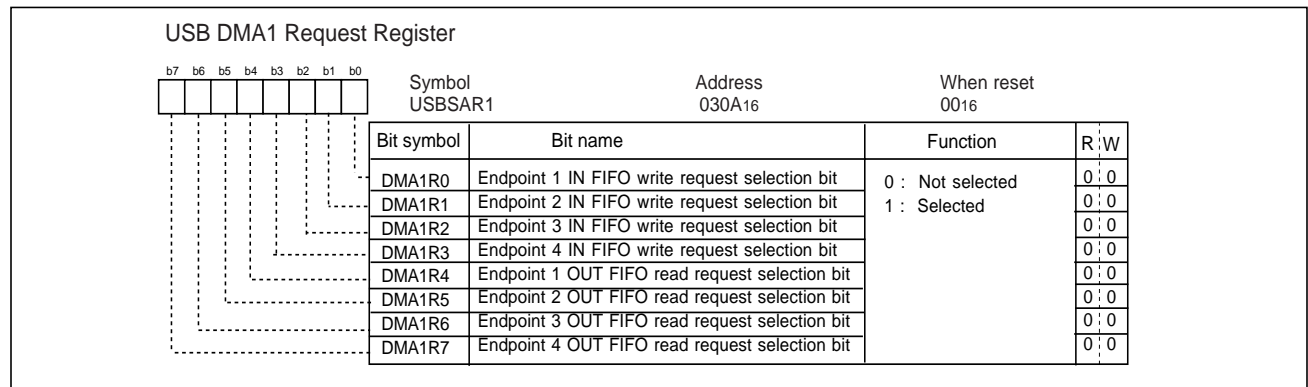 USB DMA1 Request Register
b7 b6 b5 b4 b3 b2 b1 b0
Symbol Address When reset
USBSAR1 030A16 0016
Bit symbol Bit name Function R W
DMA1R0 Endpoint 1 IN FIFO write request selection bit 0 : Not selected 0 0
DMA1R1 Endpoint 2 IN FIFO write request selection bit 1 : Selected 0 0
DMA1R2 Endpoint 3 IN FIFO write request selection bit 0 0
DMA1R3 Endpoint 4 IN FIFO write request selection bit 0 0
DMA1R4 Endpoint 1 OUT FIFO read request selection bit 0 0
DMA1R5 Endpoint 2 OUT FIFO read request selection bit 0 0
DMA1R6 Endpoint 3 OUT FIFO read request selection bit 0 0
DMA1R7 Endpoint 4 OUT FIFO read request selection bit 0 0